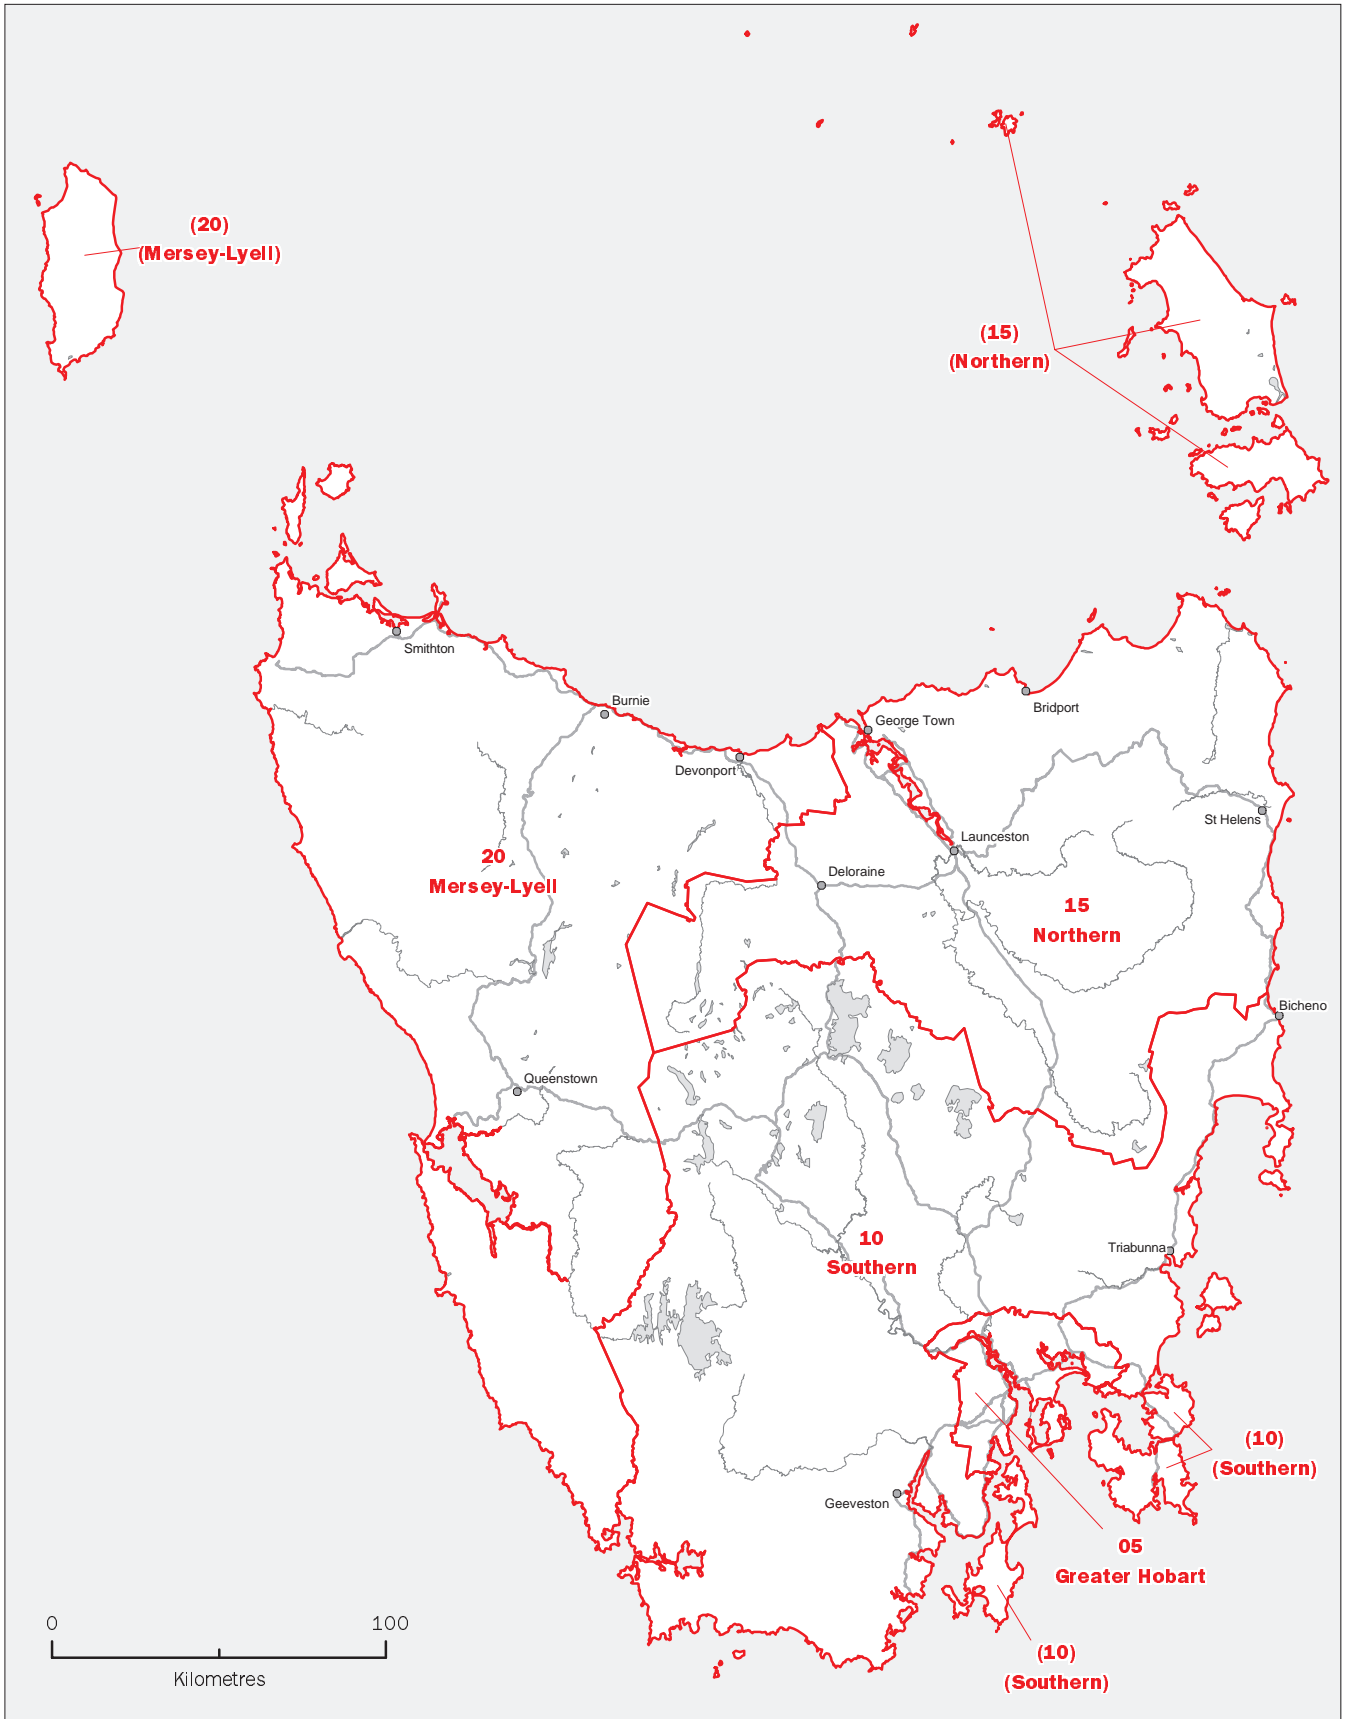 (20)
(Mersey-Lyell)
(15)
(Northern)
Smithton
Burnie
Bridport
George Town
Devonport
St Helens
Launceston
20
Mersey-Lyell
Deloraine
15
Northern
Bicheno
Queenstown
10
Southern
Triabunna
(10)
(Southern)
Geeveston
05
Greater Hobart
0 100
Kilometres
(10)
(Southern)